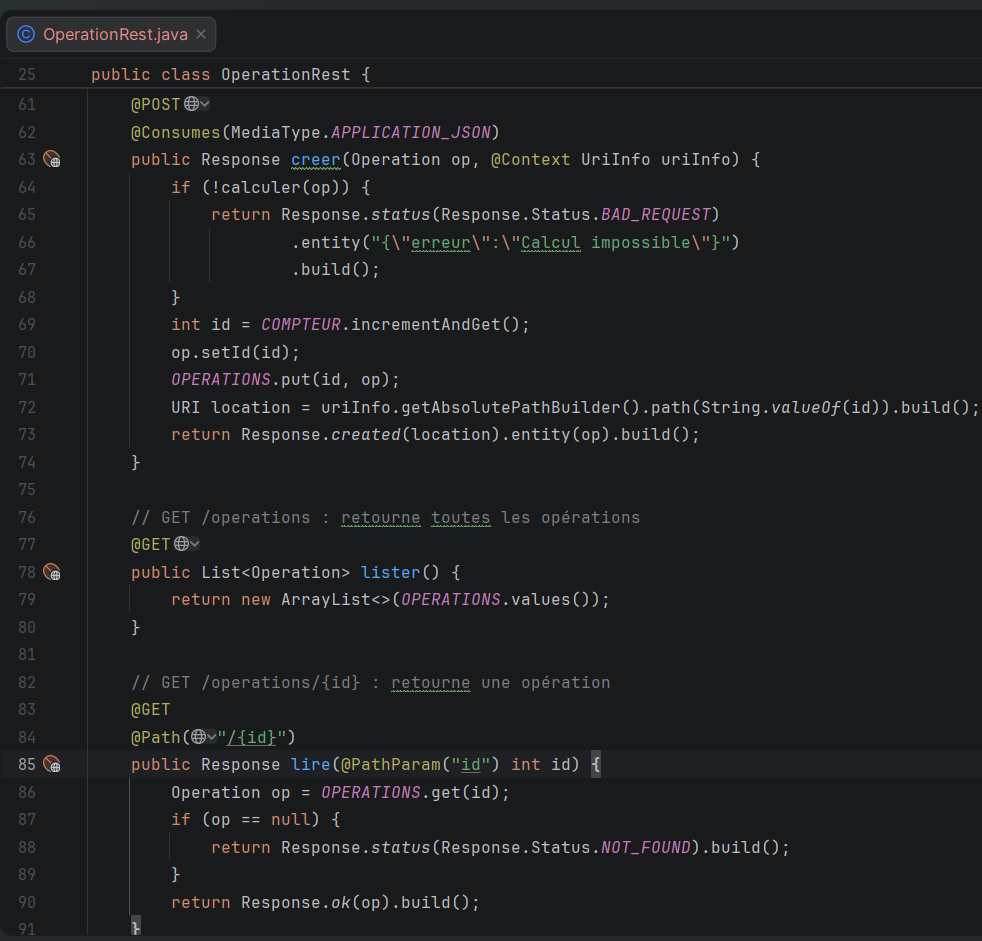 OperationRest.java
25 public class OperationRest {
61 @POST
62 @Consumes(MediaType.APPLICATION_JSON)
63 public Response creer(Operation op, @Context UriInfo uriInfo) {
64 if (!calculer(op)) {
65 return Response.status(Response.Status.BAD_REQUEST)
66 .entity("{\"erreur\":\"Calcul impossible\"}")
67 .build();
68 }
69 int id = COMPTEUR.incrementAndGet();
70 op.setId(id);
71 OPERATIONS.put(id, op);
72 URI location = uriInfo.getAbsolutePathBuilder().path(String.valueOf(id)).build();
73 return Response.created(location).entity(op).build();
74 }
75
76 // GET /operations : retourne toutes les opérations
77 @GET
78 public List<Operation> lister() {
79 return new ArrayList<>(OPERATIONS.values());
80 }
81
82 // GET /operations/{id} : retourne une opération
83 @GET
84 @Path("/{id}")
85 public Response lire(@PathParam("id") int id) {
86 Operation op = OPERATIONS.get(id);
87 if (op == null) {
88 return Response.status(Response.Status.NOT_FOUND).build();
89 }
90 return Response.ok(op).build();
91 }